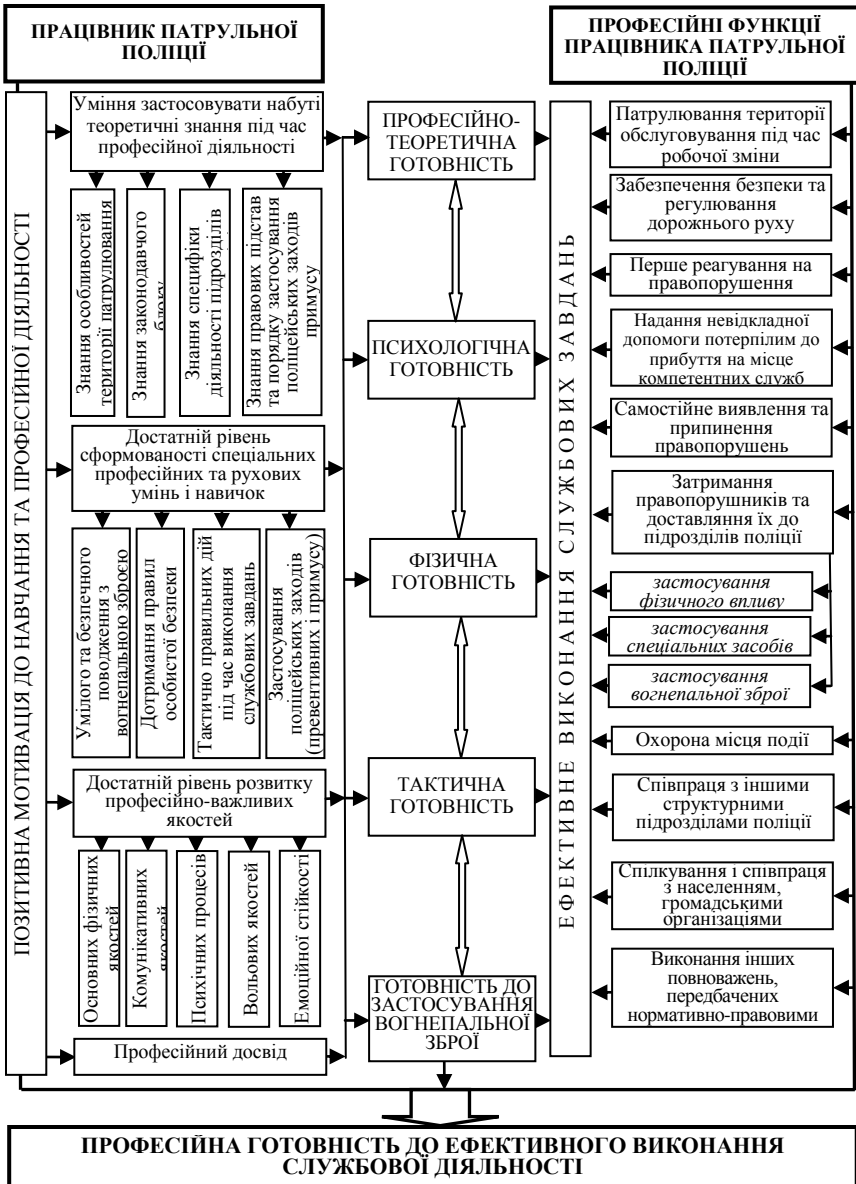 ПРАЦІВНИК ПАТРУЛЬНОЇ
ПОЛІЦІЇ
ПРОФЕСІЙНІ ФУНКЦІЇ
ПРАЦІВНИКА ПАТРУЛЬНОЇ
ПОЛІЦІЇ
ПОЗИТИВНА МОТИВАЦІЯ ДО НАВЧАННЯ ТА ПРОФЕСІЙНОЇ ДІЯЛЬНОСТІ
Уміння застосовувати набуті
теоретичні знання під час
професійної діяльності
Знання особливостей
території патрулювання
Знання законодавчого
блоку
Знання специфіки
діяльності підрозділів
Знання правових підстав
та порядку застосування
поліцейських заходів
примусу
Достатній рівень
сформованості спеціальних
професійних та рухових
умінь і навичок
Умілого та безпечного
поводження з
вогнепальною зброєю
Дотримання правил
особистої безпеки
Тактично правильних дій
під час виконання
службових завдань
Застосування
поліцейських заходів
(превентивних і примусу)
Достатній рівень розвитку
професійно-важливих
якостей
Основних фізичних
якостей
Комунікативних
якостей
Психічних процесів
Вольових якостей
Емоційної стійкості
Професійний досвід
ПРОФЕСІЙНО-
ТЕОРЕТИЧНА
ГОТОВНІСТЬ
ПСИХОЛОГІЧНА
ГОТОВНІСТЬ
ФІЗИЧНА
ГОТОВНІСТЬ
ТАКТИЧНА
ГОТОВНІСТЬ
ГОТОВНІСТЬ ДО
ЗАСТОСУВАННЯ
ВОГНЕПАЛЬНОЇ
ЗБРОЇ
ЕФЕКТИВНЕ ВИКОНАННЯ СЛУЖБОВИХ ЗАВДАНЬ
Патрулювання території
обслуговування під час
робочої зміни
Забезпечення безпеки та
регулювання
дорожнього руху
Перше реагування на
правопорушення
Надання невідкладної
допомоги потерпілим до
прибуття на місце
компетентних служб
Самостійне виявлення та
припинення
правопорушень
Затримання
правопорушників та
доставляння їх до
підрозділів поліції
застосування
фізичного впливу
застосування
спеціальних засобів
застосування
вогнепальної зброї
Охорона місця події
Співпраця з іншими
структурними
підрозділами поліції
Спілкування і співпраця
з населенням,
громадськими
організаціями
Виконання інших
повноважень,
передбачених
нормативно-правовими
ПРОФЕСІЙНА ГОТОВНІСТЬ ДО ЕФЕКТИВНОГО ВИКОНАННЯ
СЛУЖБОВОЇ ДІЯЛЬНОСТІ